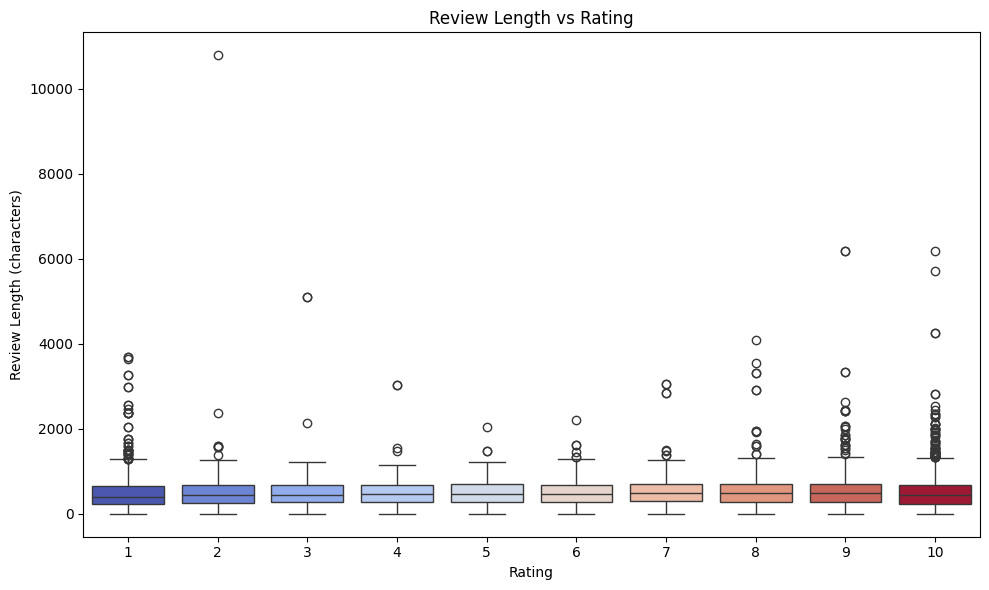 Review Length vs Rating
Review Length (characters)
10000
8000
6000
4000
2000
0
1 2 3 4 5 6 7 8 9 10
Rating